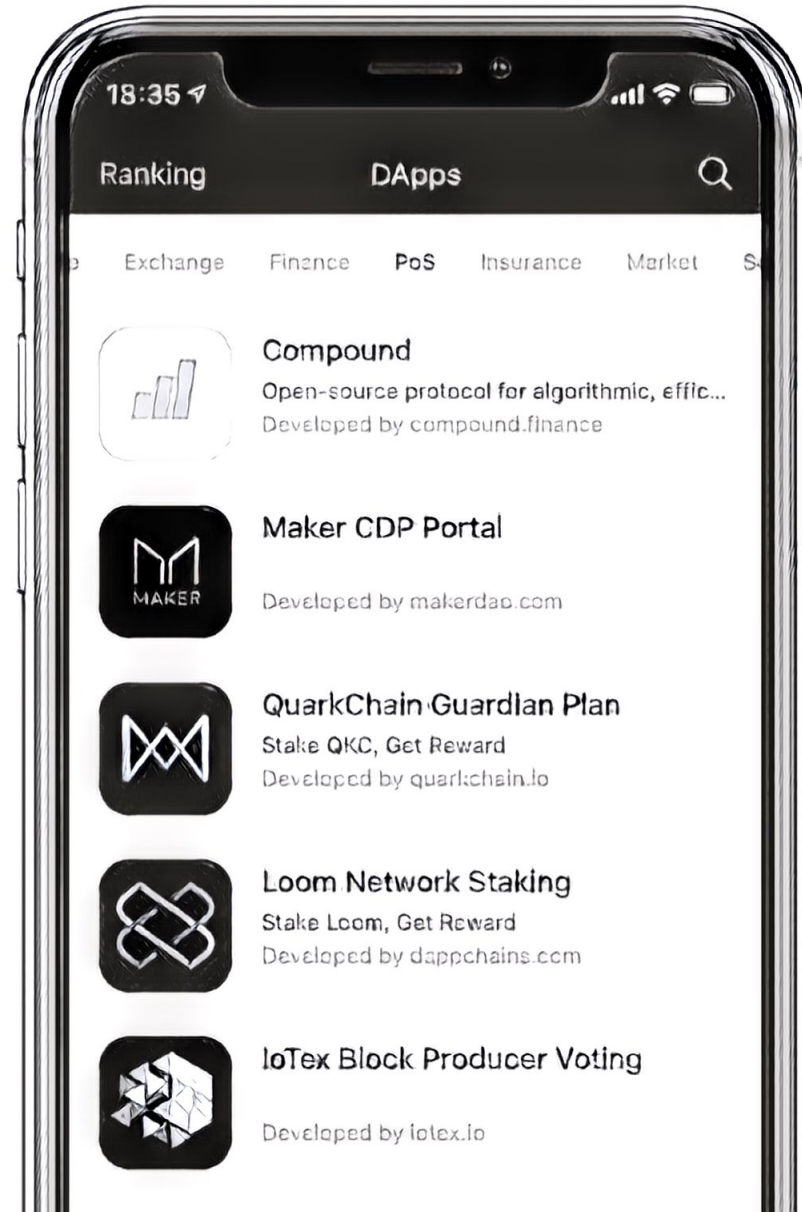 18:35
Ranking DApps
Exchange Finance PoS Insurance Market
Compound
Open-source protocol for algorithmic, effic...
Developed by compound.finance
Maker CDP Portal
MAKER
Developed by makerdao.com
QuarkChain Guardian Plan
Stake QKC, Get Reward
Developed by quarkchain.io
Loom Network Staking
Stake Loom, Get Reward
Developed by dappchains.com
IoTex Block Producer Voting
Developed by iotex.io